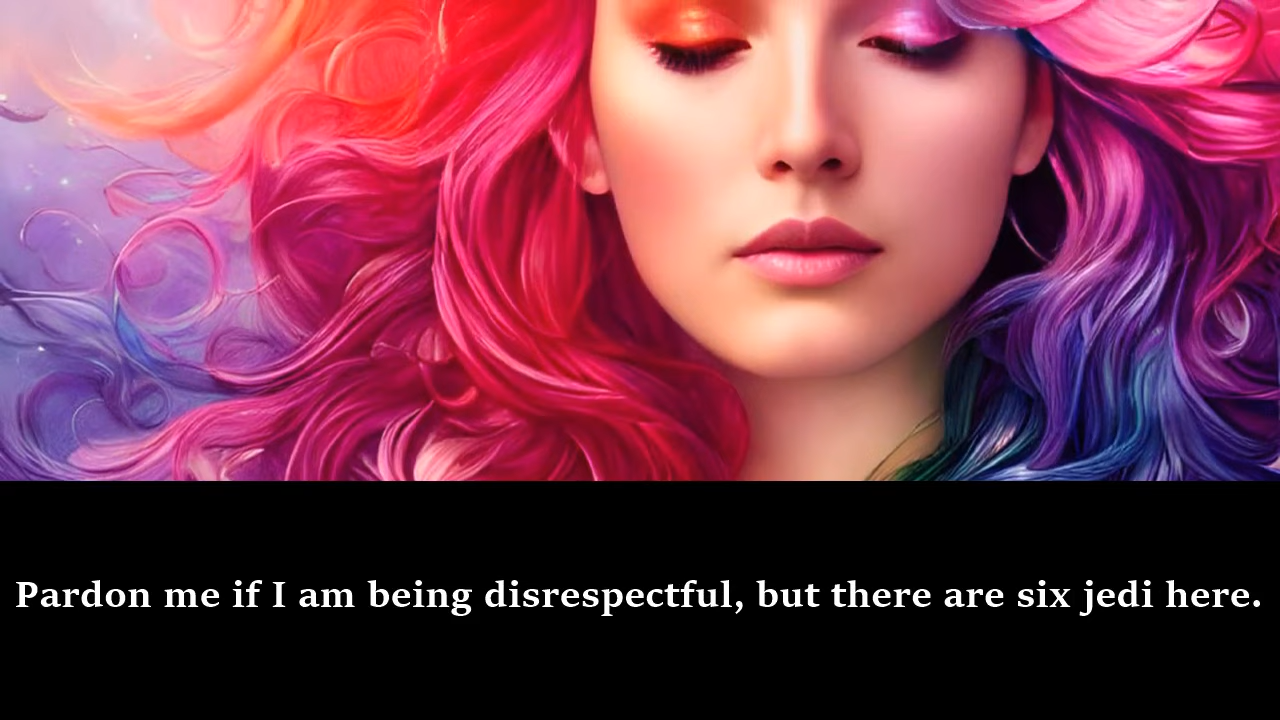 Pardon me if I am being disrespectful, but there are six jedi here.